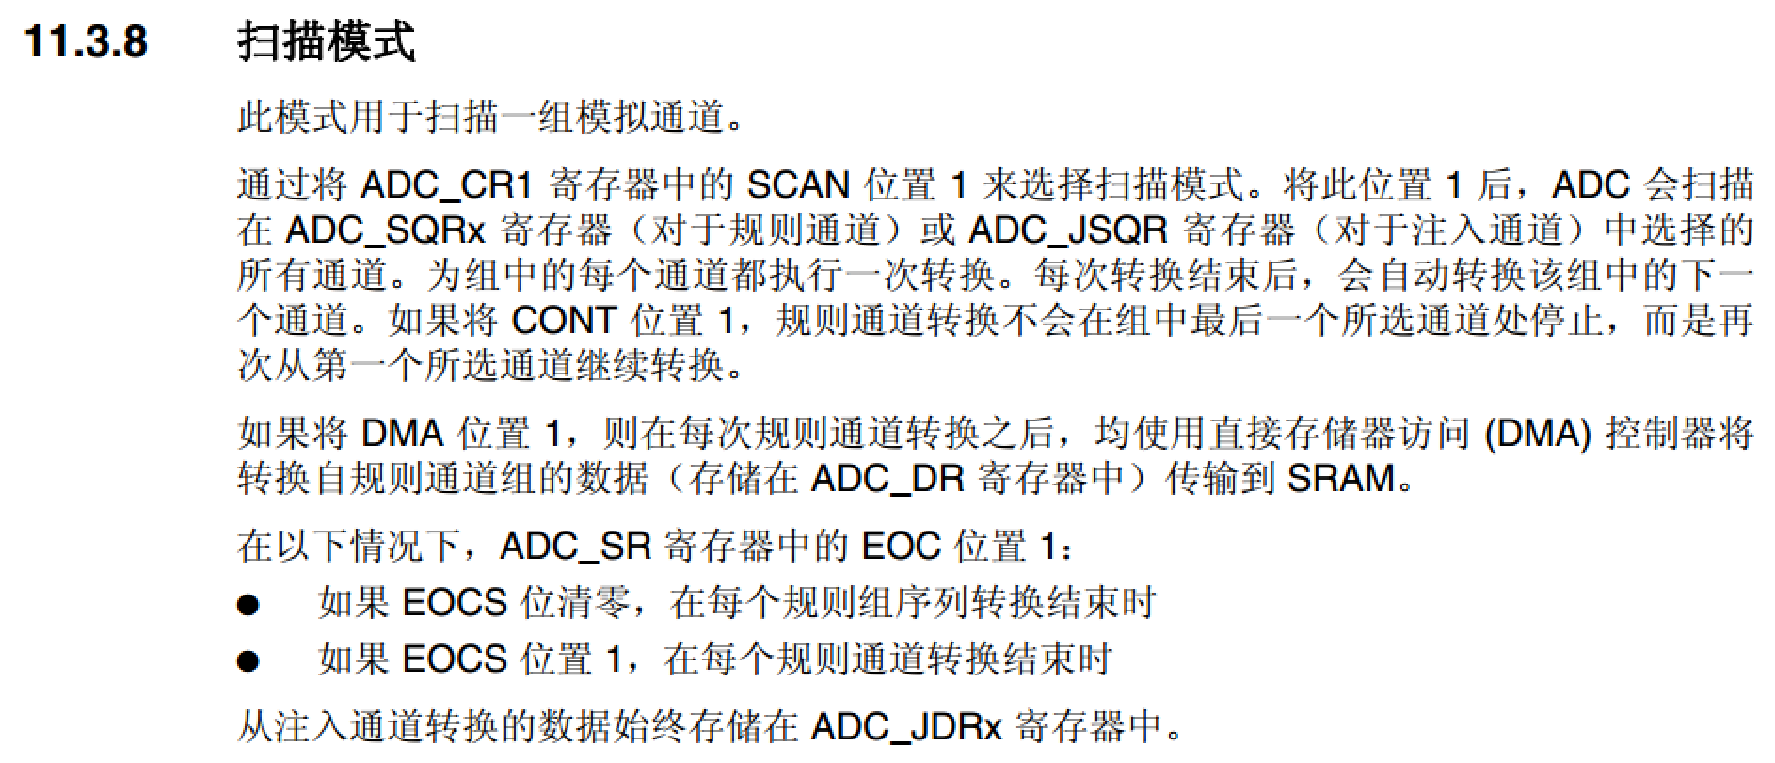 11.3.8 扫描模式
此模式用于扫描一组模拟通道。
通过将 ADC_CR1 寄存器中的 SCAN 位置 1 来选择扫描模式。将此位置 1 后，ADC 会扫描
在 ADC_SQRx 寄存器（对于规则通道）或 ADC_JSQR 寄存器（对于注入通道）中选择的
所有通道。为组中的每个通道都执行一次转换。每次转换结束后，会自动转换该组中的下一
个通道。如果将 CONT 位置 1，规则通道转换不会在组中最后一个所选通道处停止，而是再
次从第一个所选通道继续转换。
如果将 DMA 位置 1，则在每次规则通道转换之后，均使用直接存储器访问 (DMA) 控制器将
转换自规则通道组的数据（存储在 ADC_DR 寄存器中）传输到 SRAM。
在以下情况下，ADC_SR 寄存器中的 EOC 位置 1：
● 如果 EOCS 位清零，在每个规则组序列转换结束时
● 如果 EOCS 位置 1，在每个规则通道转换结束时
从注入通道转换的数据始终存储在 ADC_JDRx 寄存器中。